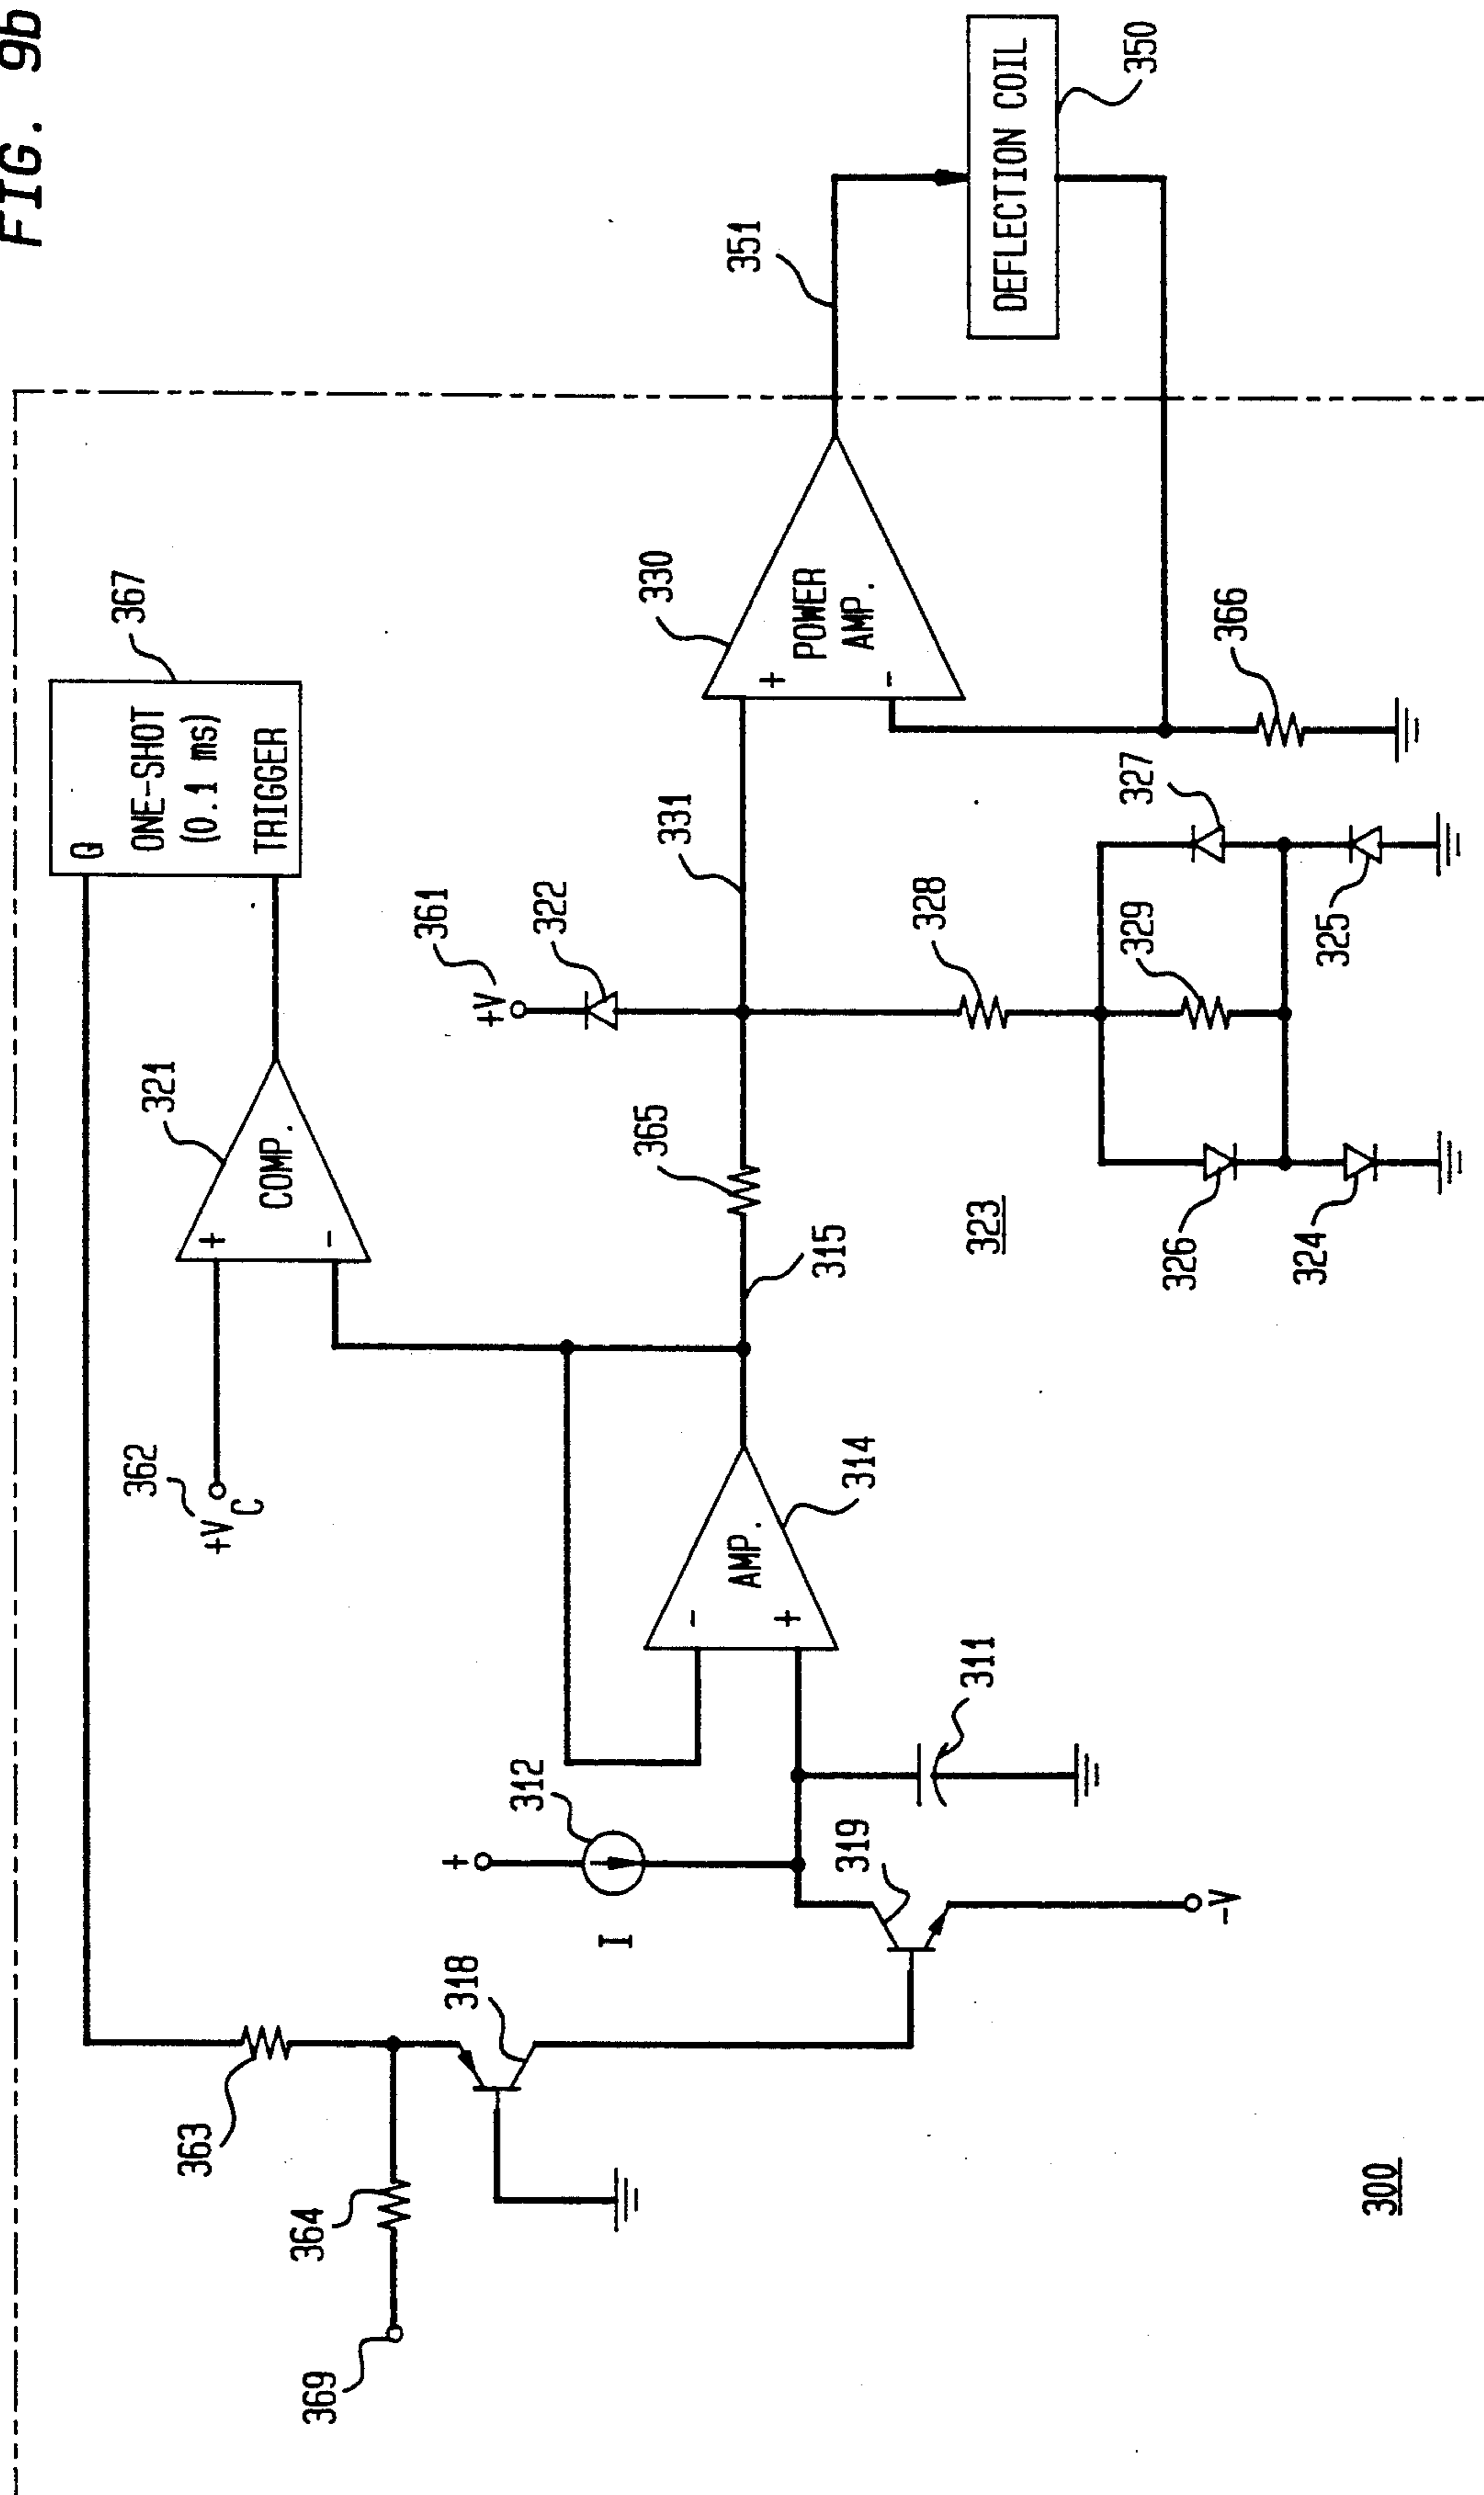 FIG. 9b
367
G
ONE-SHOT
(0.1 ms)
TRIGGER
321
COMP.
+
-
362
+V
C
363
364
369
318
I
312
+
319
-V
311
AMP.
-
+
314
315
365
361
+V
322
331
330
POWER
AMP.
+
-
351
DEFLECTION COIL
350
366
328
329
327
325
323
326
324
300